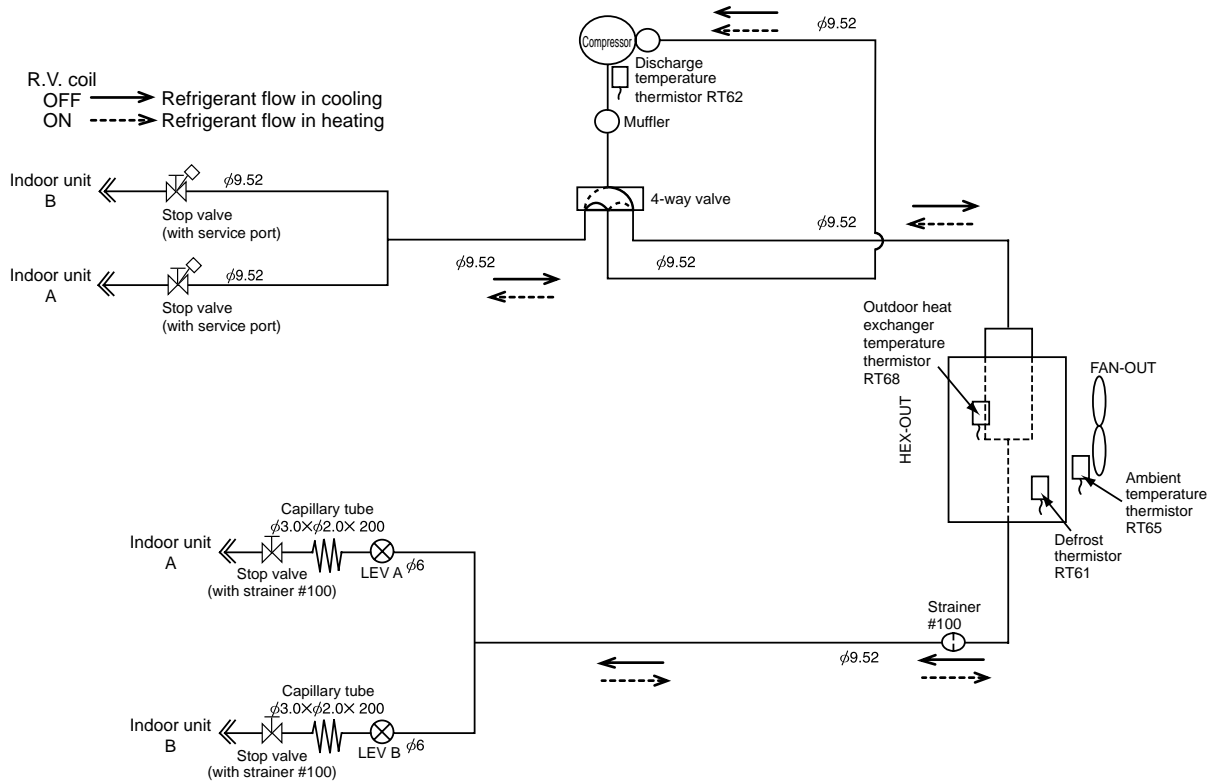 Compressor
ϕ9.52
Discharge
temperature
thermistor RT62
R.V. coil
OFF Refrigerant flow in cooling
ON Refrigerant flow in heating
Muffler
Indoor unit
B
ϕ9.52
Stop valve
(with service port)
4-way valve
ϕ9.52
Indoor unit
A
ϕ9.52
Stop valve
(with service port)
ϕ9.52
ϕ9.52
Outdoor heat
exchanger
temperature
thermistor
RT68
FAN-OUT
HEX-OUT
Ambient
temperature
thermistor
RT65
Defrost
thermistor
RT61
Capillary tube
ϕ3.0×ϕ2.0×200
Indoor unit
A
Stop valve
(with strainer #100)
LEV A
ϕ6
Strainer
#100
ϕ9.52
Capillary tube
ϕ3.0×ϕ2.0×200
Indoor unit
B
Stop valve
(with strainer #100)
LEV B
ϕ6